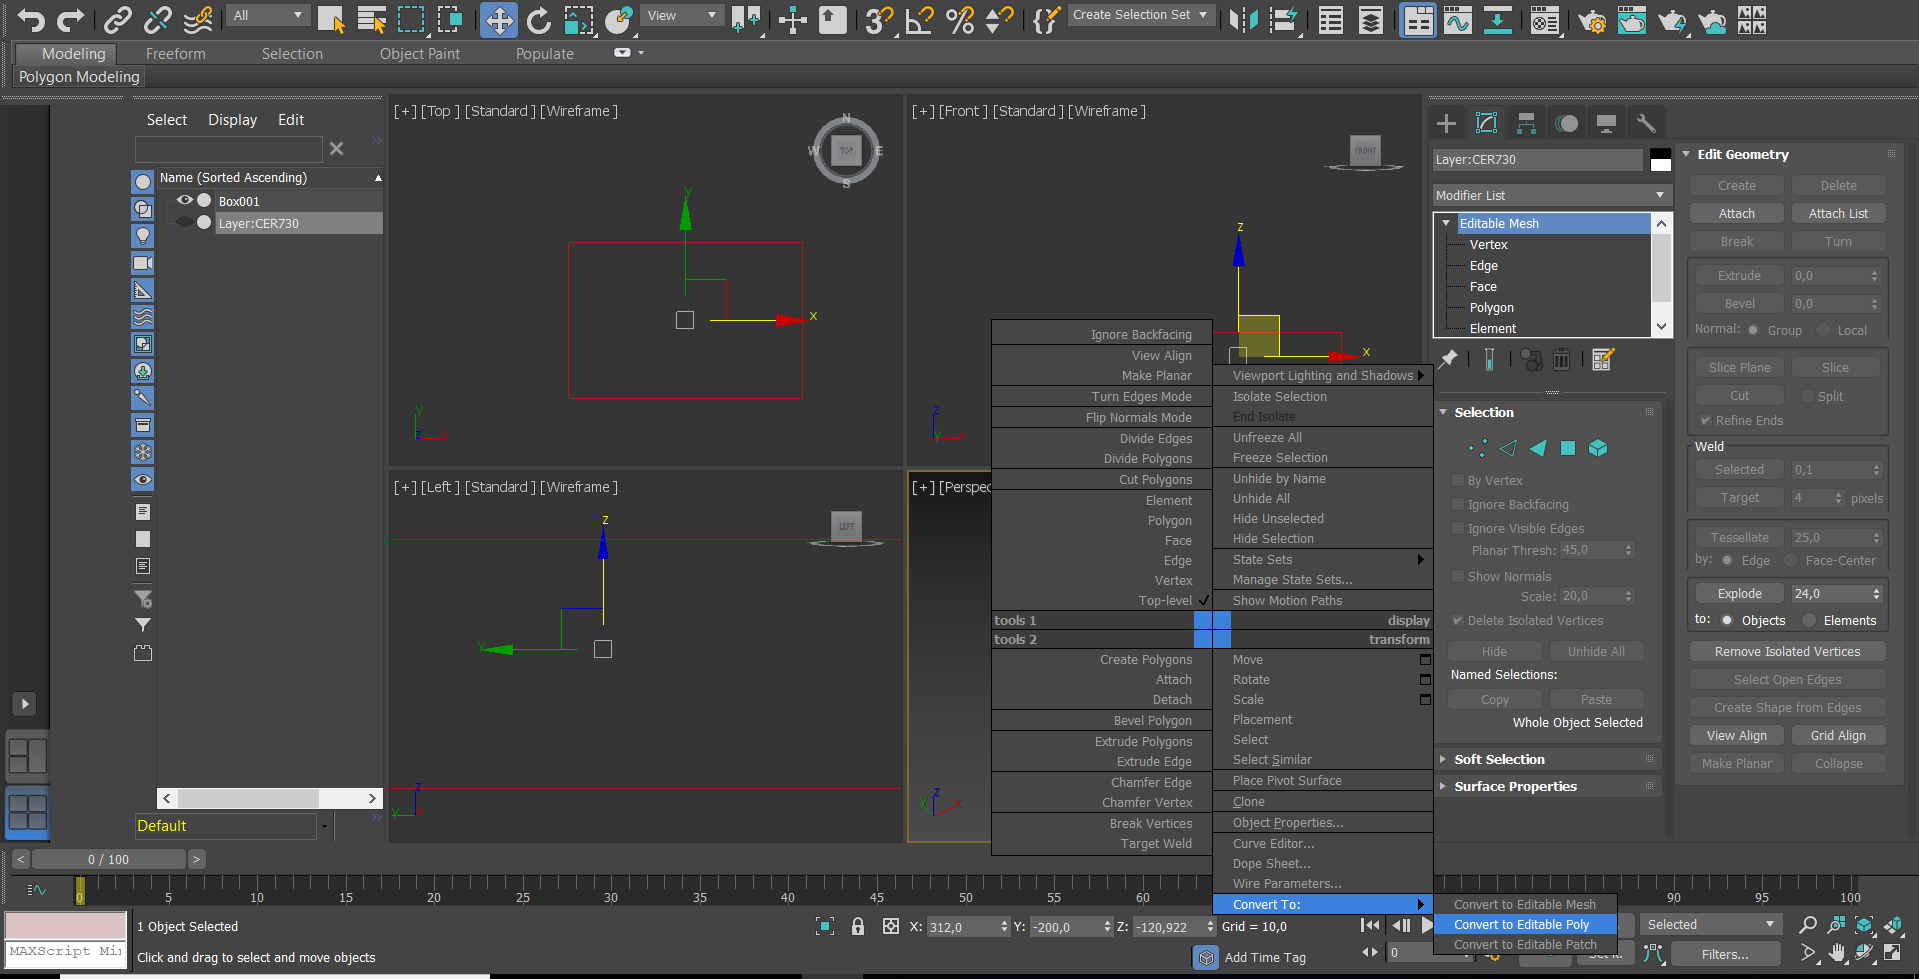 All
View
Create Selection Set
Modeling
Freeform
Selection
Object Paint
Populate
Polygon Modeling
Select
Display
Edit
Name (Sorted Ascending)
Box001
Layer:CER730
Default
[+] [Top ] [Standard ] [Wireframe ]
N
W
TOP
E
S
y
x
y
z
x
[+] [Front ] [Standard ] [Wireframe ]
FRONT
z
x
z
y
x
[+] [Left ] [Standard ] [Wireframe ]
LEFT
z
y
z
y
x
[+] [Perspec
z
y
x
Ignore Backfacing
View Align
Make Planar
Turn Edges Mode
Flip Normals Mode
Divide Edges
Divide Polygons
Cut Polygons
Element
Polygon
Face
Edge
Vertex
Top-level
tools 1
tools 2
Create Polygons
Attach
Detach
Bevel Polygon
Extrude Polygons
Extrude Edge
Chamfer Edge
Chamfer Vertex
Break Vertices
Target Weld
Viewport Lighting and Shadows
Isolate Selection
End Isolate
Unfreeze All
Freeze Selection
Unhide by Name
Unhide All
Hide Unselected
Hide Selection
State Sets
Manage State Sets...
Show Motion Paths
display
transform
Move
Rotate
Scale
Placement
Select
Select Similar
Place Pivot Surface
Clone
Object Properties...
Curve Editor...
Dope Sheet...
Wire Parameters...
Convert To:
Convert to Editable Mesh
Convert to Editable Poly
Convert to Editable Patch
Layer:CER730
Modifier List
Editable Mesh
Vertex
Edge
Face
Polygon
Element
Selection
By Vertex
Ignore Backfacing
Ignore Visible Edges
Planar Thresh: 45,0
Show Normals
Scale: 20,0
Delete Isolated Vertices
Hide
Unhide All
Named Selections:
Copy
Paste
Whole Object Selected
Soft Selection
Surface Properties
Edit Geometry
Create
Delete
Attach
Attach List
Break
Turn
Extrude
0,0
Bevel
0,0
Normal: Group Local
Slice Plane
Slice
Cut
Split
Refine Ends
Weld
Selected
0,1
Target
4 pixels
Tessellate
25,0
by: Edge Face-Center
Explode
24,0
to: Objects Elements
Remove Isolated Vertices
Select Open Edges
Create Shape from Edges
View Align
Grid Align
Make Planar
Collapse
< 0 / 100 >
0 5 10 15 20 25 30 35 40 45 50 55 60 80 85 90 95 100
1 Object Selected
X: 312,0 Y: -200,0 Z: -120,922 Grid = 10,0
Selected
MAXScript Mi
Click and drag to select and move objects
Add Time Tag
0
Set K.
Filters...